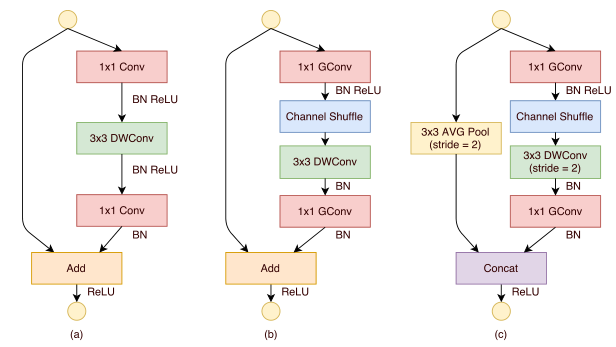 1x1 Conv
BN ReLU
3x3 DWConv
BN ReLU
1x1 Conv
BN
Add
ReLU
(a)
1x1 GConv
BN ReLU
Channel Shuffle
3x3 DWConv
BN
1x1 GConv
BN
Add
ReLU
(b)
1x1 GConv
BN ReLU
Channel Shuffle
3x3 AVG Pool
(stride = 2)
3x3 DWConv
(stride = 2)
BN
1x1 GConv
BN
Concat
ReLU
(c)